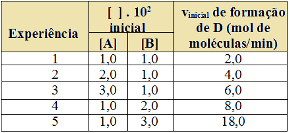 Experiência [ ] . 10² inicial v inicial de formação de D (mol de moléculas/min)
[A] [B]
1 1,0 1,0 2,0
2 2,0 1,0 4,0
3 3,0 1,0 6,0
4 1,0 2,0 8,0
5 1,0 3,0 18,0